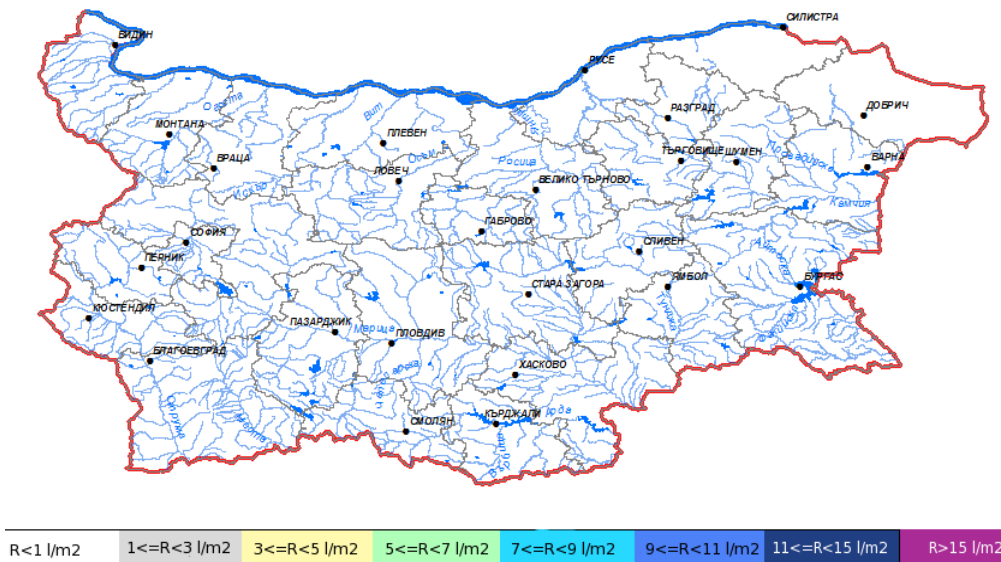 СИЛИСТРА
ВИДИН
РУСЕ
Огоста
Вит
РАЗГРАД
ДОБРИЧ
МОНТАНА
ПЛЕВЕН
Осъм
Росица
ТЪРГОВИЩЕ
ШУМЕН
Провадийска
ВАРНА
ВРАЦА
ЛОВЕЧ
ВЕЛИКО ТЪРНОВО
Искър
Камчия
ГАБРОВО
СОФИЯ
СЛИВЕН
ПЕРНИК
ЯМБОЛ
БУРГАС
СТАРА ЗАГОРА
КЮСТЕНДИЛ
ПАЗАРДЖИК
Марица
ПЛОВДИВ
Тунджа
БЛАГОЕВГРАД
ХАСКОВО
Струма
Места
СМОЛЯН
КЪРДЖАЛИ
R<1 l/m2
1<=R<3 l/m2
3<=R<5 l/m2
5<=R<7 l/m2
7<=R<9 l/m2
9<=R<11 l/m2
11<=R<15 l/m2
R>15 l/m2